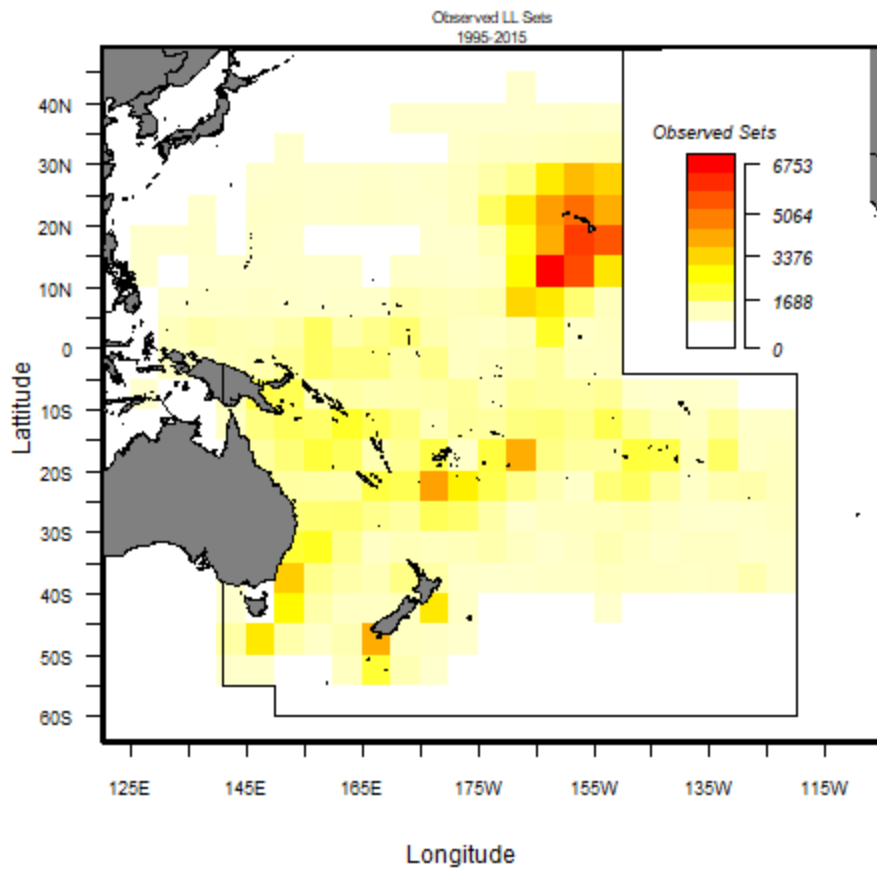 Observed LL Sets
1995-2015
Observed Sets
6753
5064
3376
1688
0
40N
30N
20N
10N
0
10S
20S
30S
40S
50S
60S
Lattitude
125E 145E 165E 175W 155W 135W 115W
Longitude